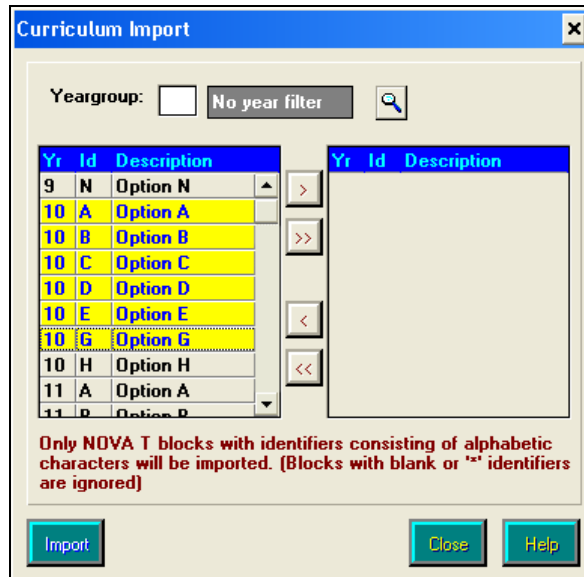 Curriculum Import
Yeargroup: No year filter
Yr Id Description Yr Id Description
9 N Option N
10 A Option A
10 B Option B
10 C Option C
10 D Option D
10 E Option E
10 G Option G
10 H Option H
11 A Option A
> >> < <<
Only NOVA T blocks with identifiers consisting of alphabetic
characters will be imported. (Blocks with blank or '*' identifiers
are ignored)
Import Close Help